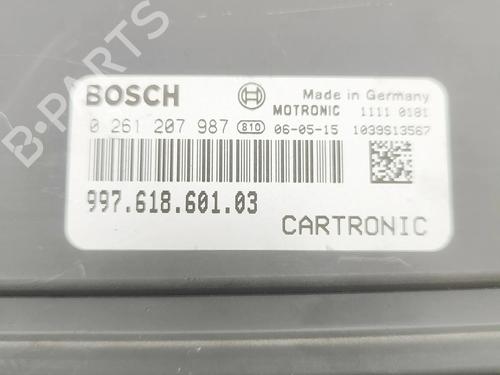 B-PARTS
BOSCH
Made in Germany
MOTRONIC 1111 0181
0 261 207 987 810 06-05-15 1039S13567
997.618.601.03
CARTRONIC